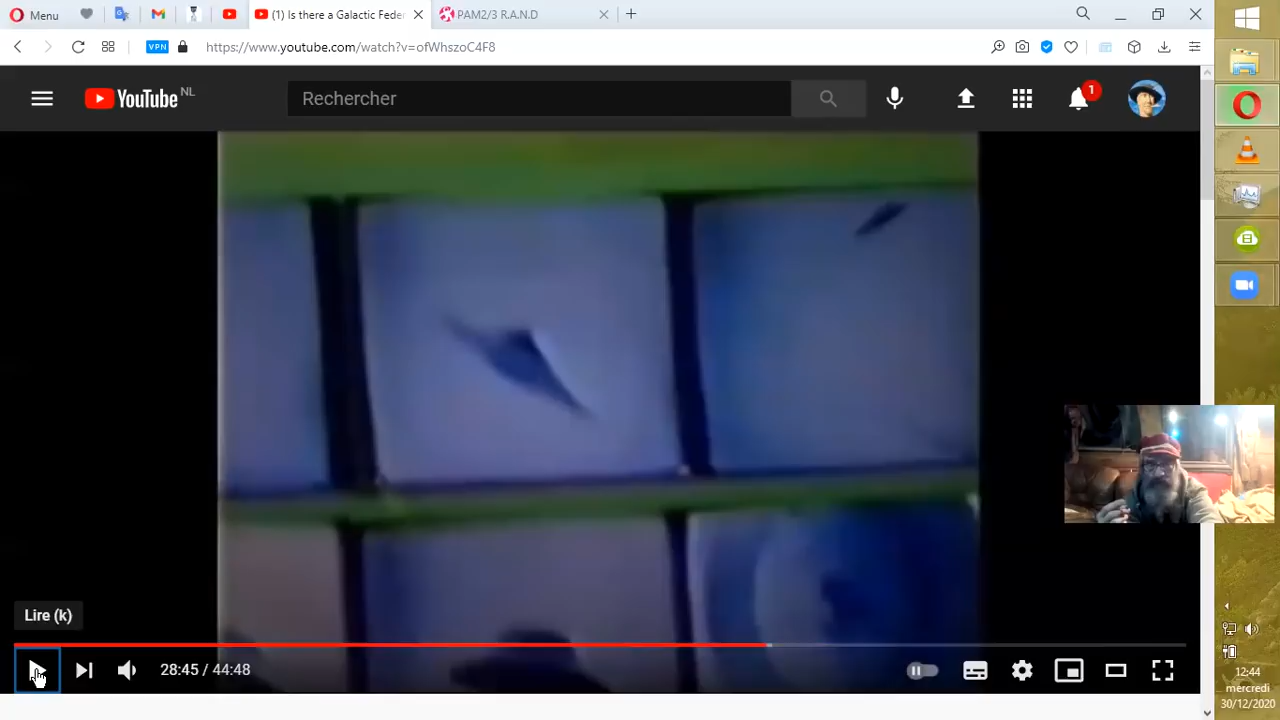 Menu
(1) Is there a Galactic Feder
PAM2/3 R.A.N.D
VPN
https://www.youtube.com/watch?v=ofWhszoC4F8
YouTube NL
Rechercher
1
Lire (k)
28:45 / 44:48
12:44
mercredi
30/12/2020